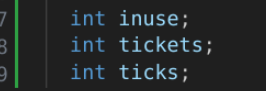 7 int inuse;
8 int tickets;
9 int ticks;